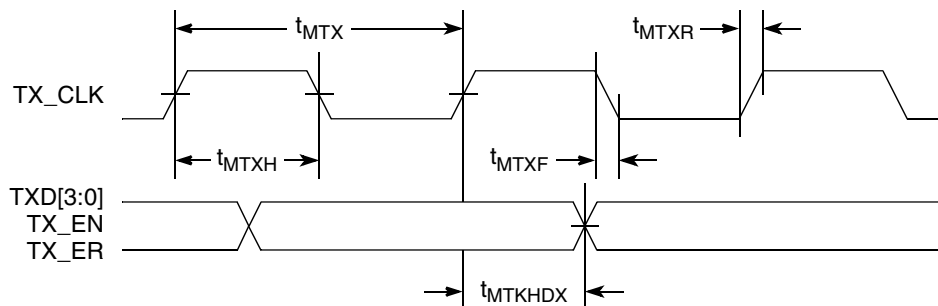 tMTX
tMTXR
TX_CLK
tMTXH
tMTXF
TXD[3:0]
TX_EN
TX_ER
tMTKHDX